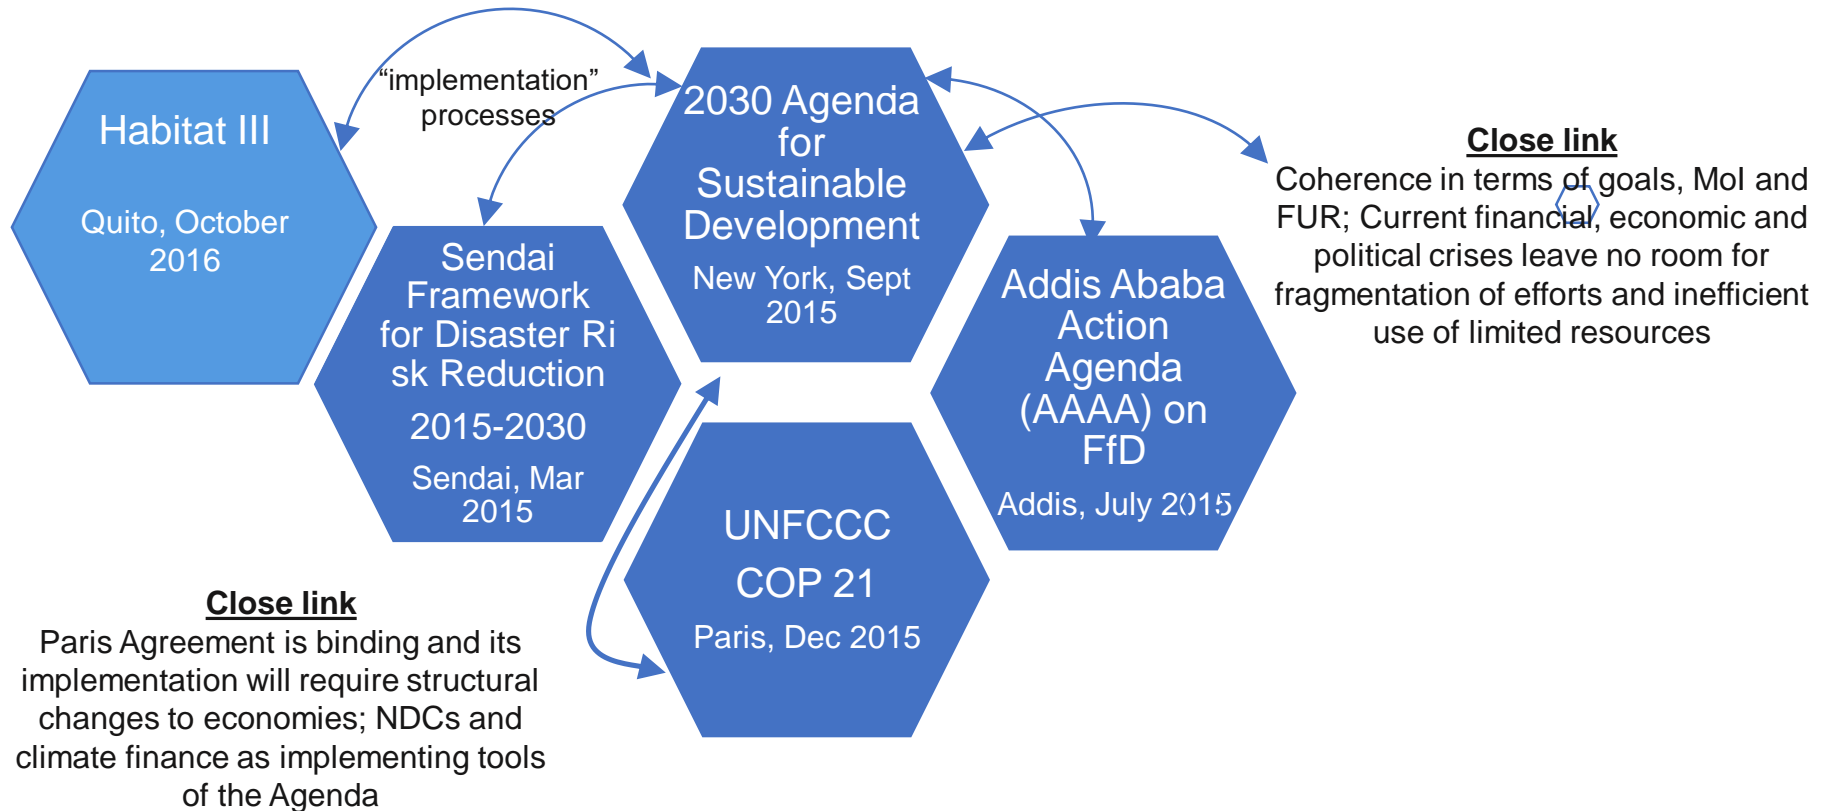 “implementation”
processes
Habitat III
Quito, October
2016
Sendai
Framework
for Disaster Ri
sk Reduction
2015-2030
Sendai, Mar
2015
2030 Agenda
for
Sustainable
Development
New York, Sept
2015
UNFCCC
COP 21
Paris, Dec 2015
Addis Ababa
Action
Agenda
(AAAA) on
FfD
Addis, July 2015
Close link
Coherence in terms of goals, MoI and
FUR; Current financial, economic and
political crises leave no room for
fragmentation of efforts and inefficient
use of limited resources
Close link
Paris Agreement is binding and its
implementation will require structural
changes to economies; NDCs and
climate finance as implementing tools
of the Agenda